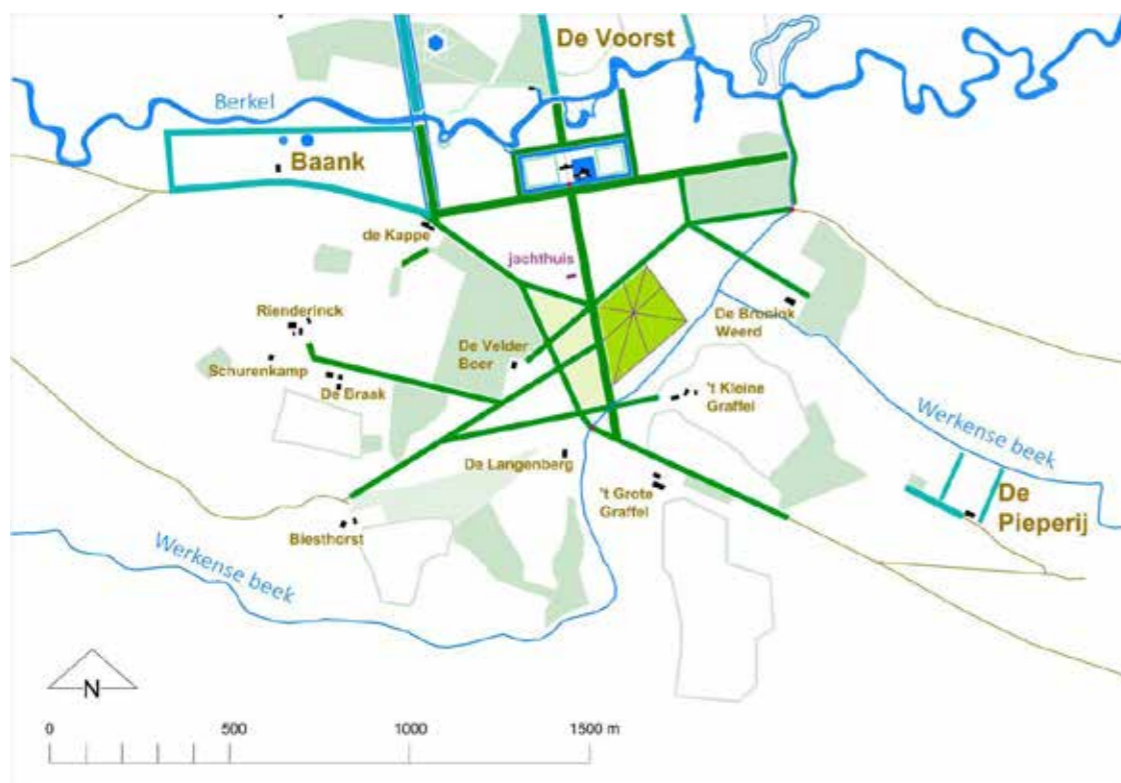 De Voorst
Berkel
Baank
de Kappe
jachthuis
Rienderinck
De Velder
Boer
De Bronlok
Weerd
Schurenkamp
De Braak
't Kleine
Graffel
Werkense beek
De Langenberg
't Grote
Graffel
De
Pieperij
Biesthorst
Werkense beek
N
0 500 1000 1500 m